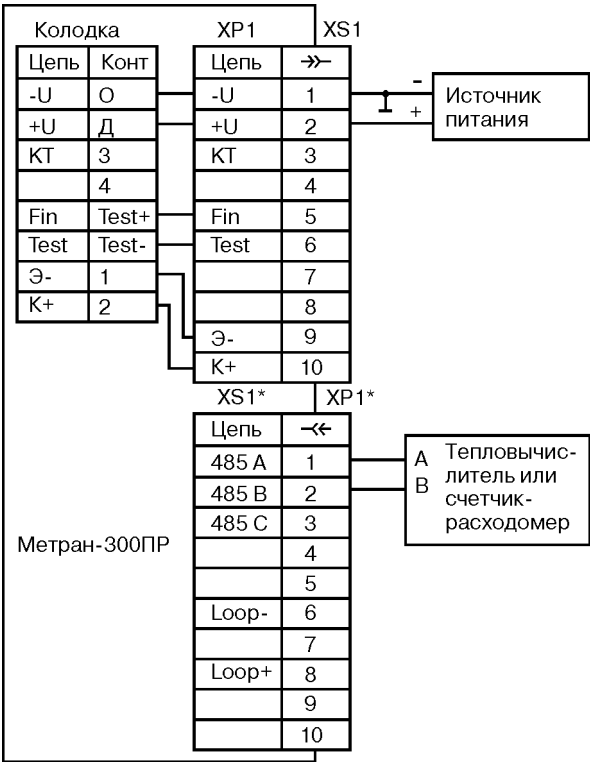 Колодка XP1 XS1
Цепь Конт Цепь
-U О -U 1 -
+U Д +U 2 +
КТ 3 КТ 3
4 4
Fin Test+ Fin 5
Test Test- Test 6
Э- 1 7
К+ 2 8
Э- 9
К+ 10
Источник
питания
XS1* XP1*
Цепь
485 A 1 A
485 B 2 B
485 C 3
4
5
Loop- 6
7
Loop+ 8
9
10
Тепловычис-
литель или
счетчик-
расходомер
Метран-300ПР